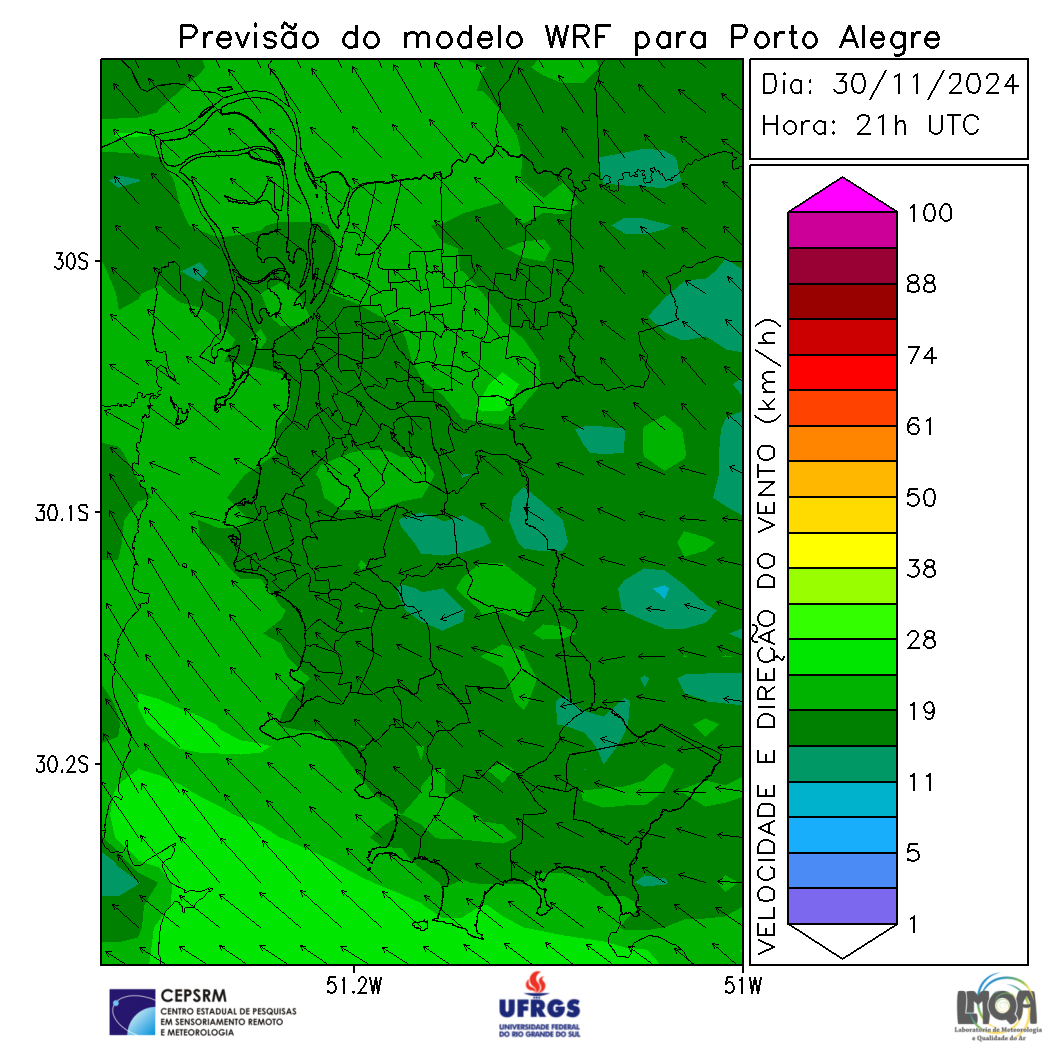 Previsão do modelo WRF para Porto Alegre
Dia: 30/11/2024
Hora: 21h UTC
30S
30.1S
30.2S
51.2W
51W
VELOCIDADE E DIREÇÃO DO VENTO (km/h)
100
88
74
61
50
38
28
19
11
5
1
CEPSRM
CENTRO ESTADUAL DE PESQUISAS
EM SENSORIAMENTO REMOTO
E METEOROLOGIA
UFRGS
UNIVERSIDADE FEDERAL
DO RIO GRANDE DO SUL
LMQA
Laboratório de Meteorologia
e Qualidade do Ar